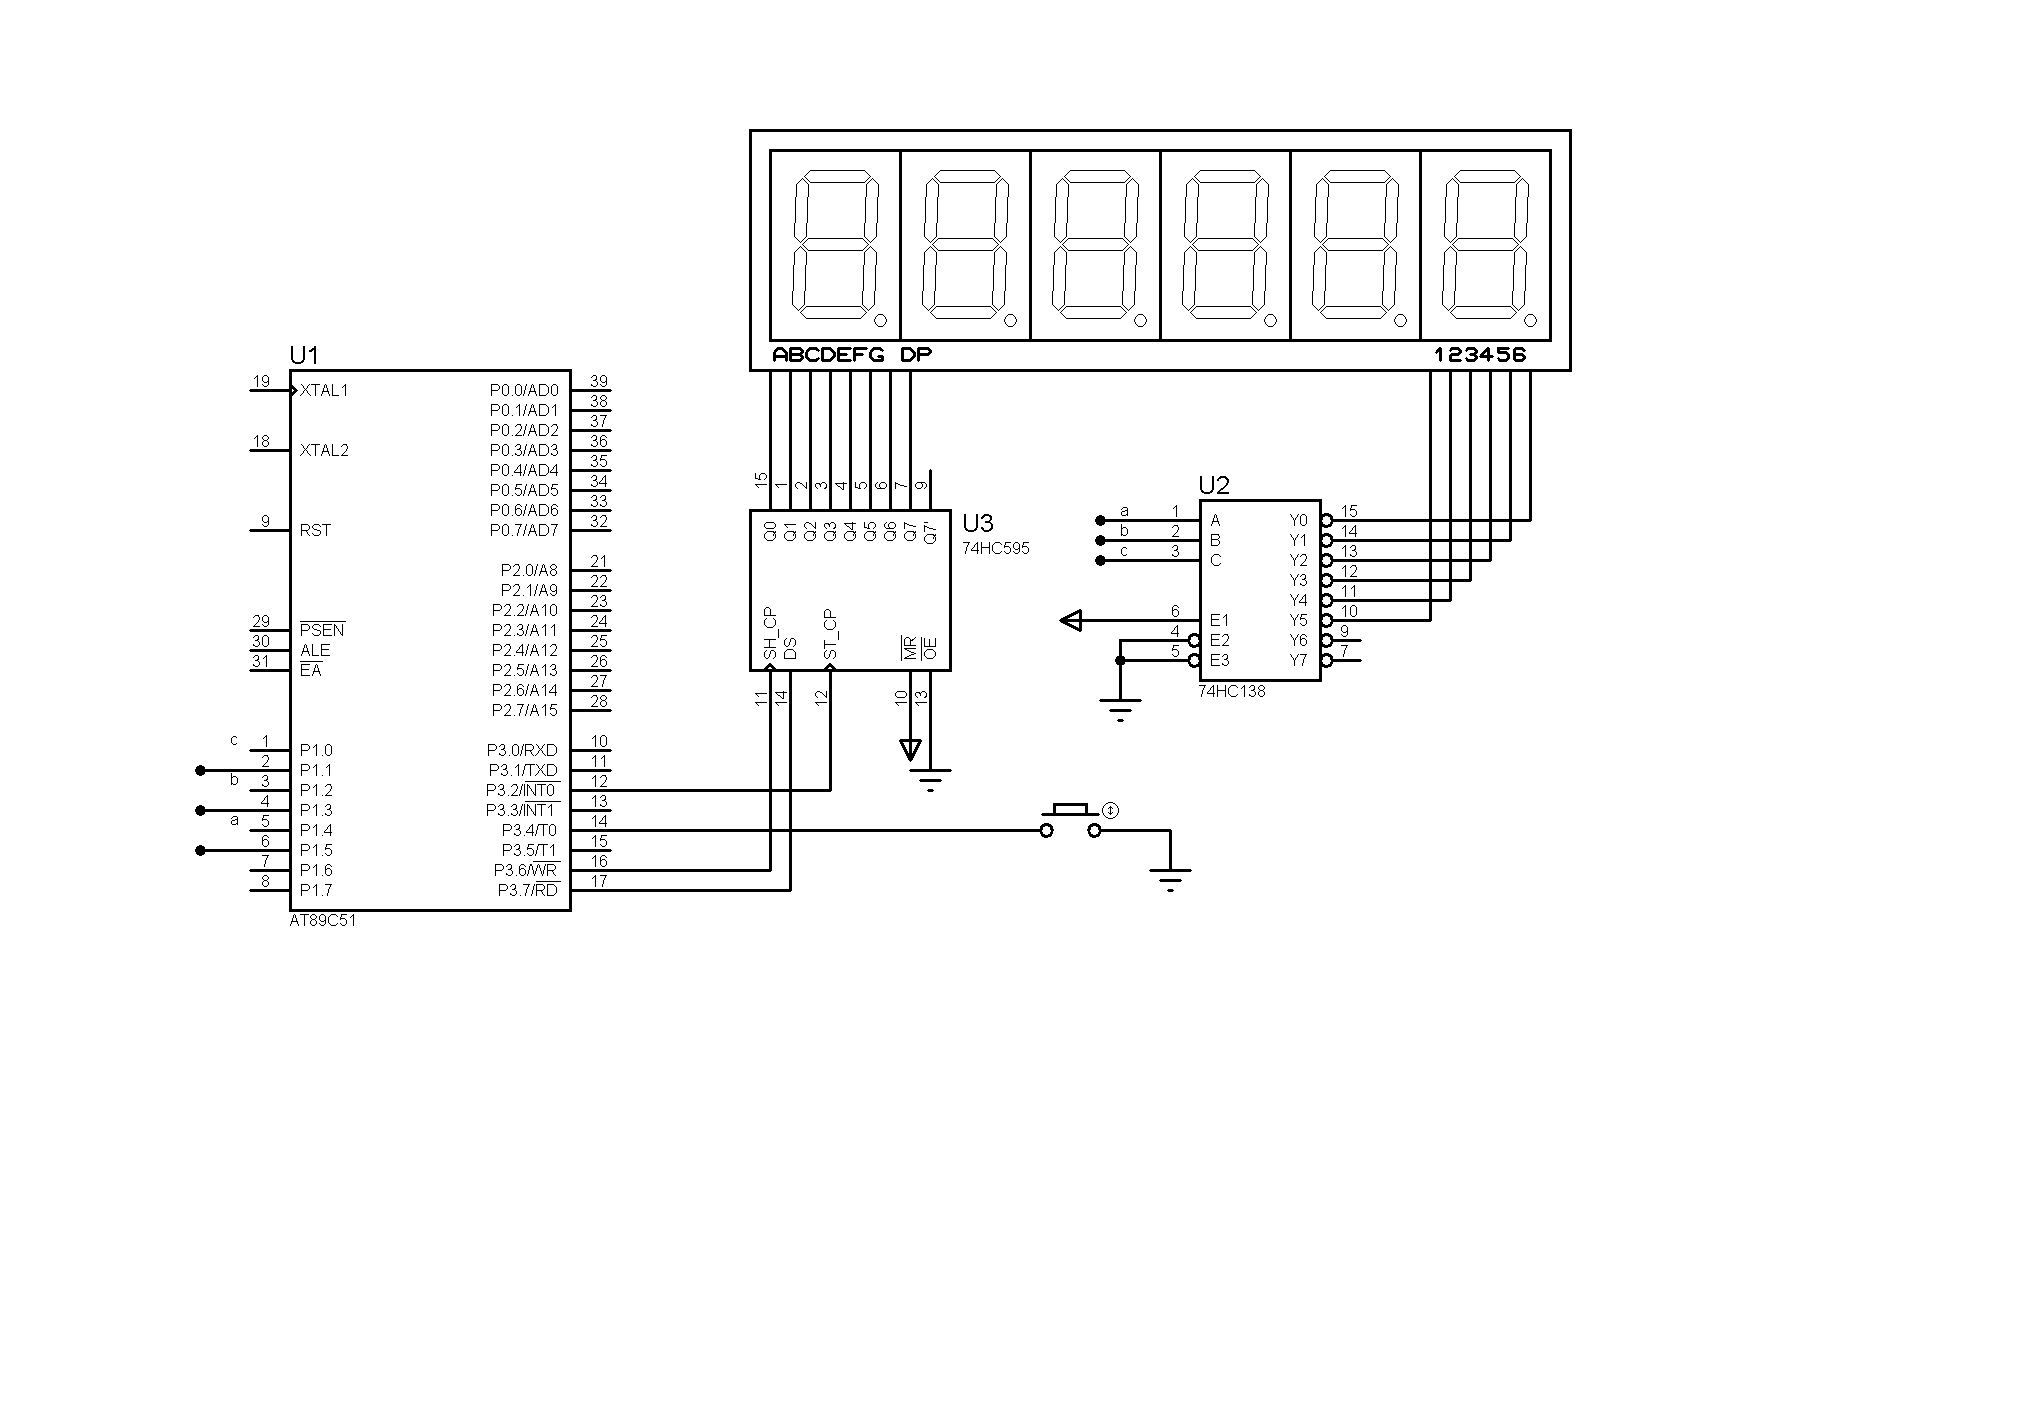 ABCDEFG DP
123456
U1
19 XTAL1
18 XTAL2
9 RST
29 PSEN
30 ALE
31 EA
c 1 P1.0
2 P1.1
b 3 P1.2
4 P1.3
a 5 P1.4
6 P1.5
7 P1.6
8 P1.7
P0.0/AD0 39
P0.1/AD1 38
P0.2/AD2 37
P0.3/AD3 36
P0.4/AD4 35
P0.5/AD5 34
P0.6/AD6 33
P0.7/AD7 32
P2.0/A8 21
P2.1/A9 22
P2.2/A10 23
P2.3/A11 24
P2.4/A12 25
P2.5/A13 26
P2.6/A14 27
P2.7/A15 28
P3.0/RXD 10
P3.1/TXD 11
P3.2/INT0 12
P3.3/INT1 13
P3.4/T0 14
P3.5/T1 15
P3.6/WR 16
P3.7/RD 17
AT89C51
15 1 2 3 4 5 6 7 9
Q0 Q1 Q2 Q3 Q4 Q5 Q6 Q7 Q7'
U3
74HC595
SH_CP DS ST_CP MR OE
11 14 12 10 13
U2
a 1 A
b 2 B
c 3 C
6 E1
4 E2
5 E3
Y0 15
Y1 14
Y2 13
Y3 12
Y4 11
Y5 10
Y6 9
Y7 7
74HC138